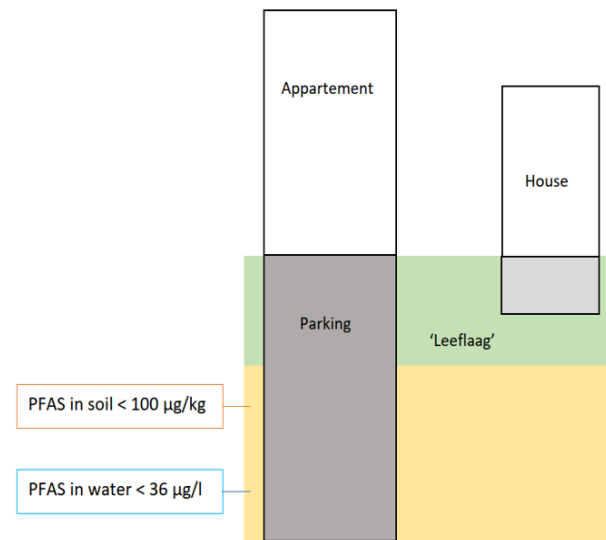 Appartement
House
Parking
‘Leeflaag’
PFAS in soil < 100 µg/kg
PFAS in water < 36 µg/l